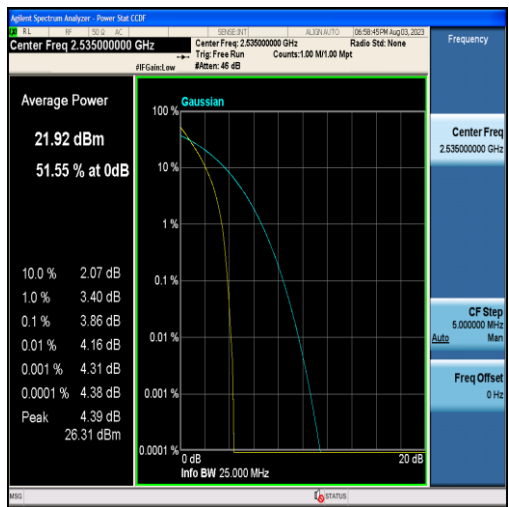 Agilent Spectrum Analyzer - Power Stat CCDF
RL RF 50 Ω AC SENSE:INT ALIGN AUTO 06:58:45 PM Aug 03, 2023
Center Freq 2.535000000 GHz
Center Freq: 2.535000000 GHz Radio Std: None
Trig: Free Run Counts:1.00 M/1.00 Mpt
#IFGain:Low #Atten: 46 dB
Frequency
Average Power
21.92 dBm
51.55 % at 0dB
10.0 % 2.07 dB
1.0 % 3.40 dB
0.1 % 3.86 dB
0.01 % 4.16 dB
0.001 % 4.31 dB
0.0001 % 4.38 dB
Peak 4.39 dB
26.31 dBm
Gaussian
100 %
10 %
1 %
0.1 %
0.01 %
0.001 %
0.0001 %
0 dB 20 dB
Info BW 25.000 MHz
Center Freq
2.535000000 GHz
CF Step
5.000000 MHz
Auto Man
Freq Offset
0 Hz
MSG STATUS